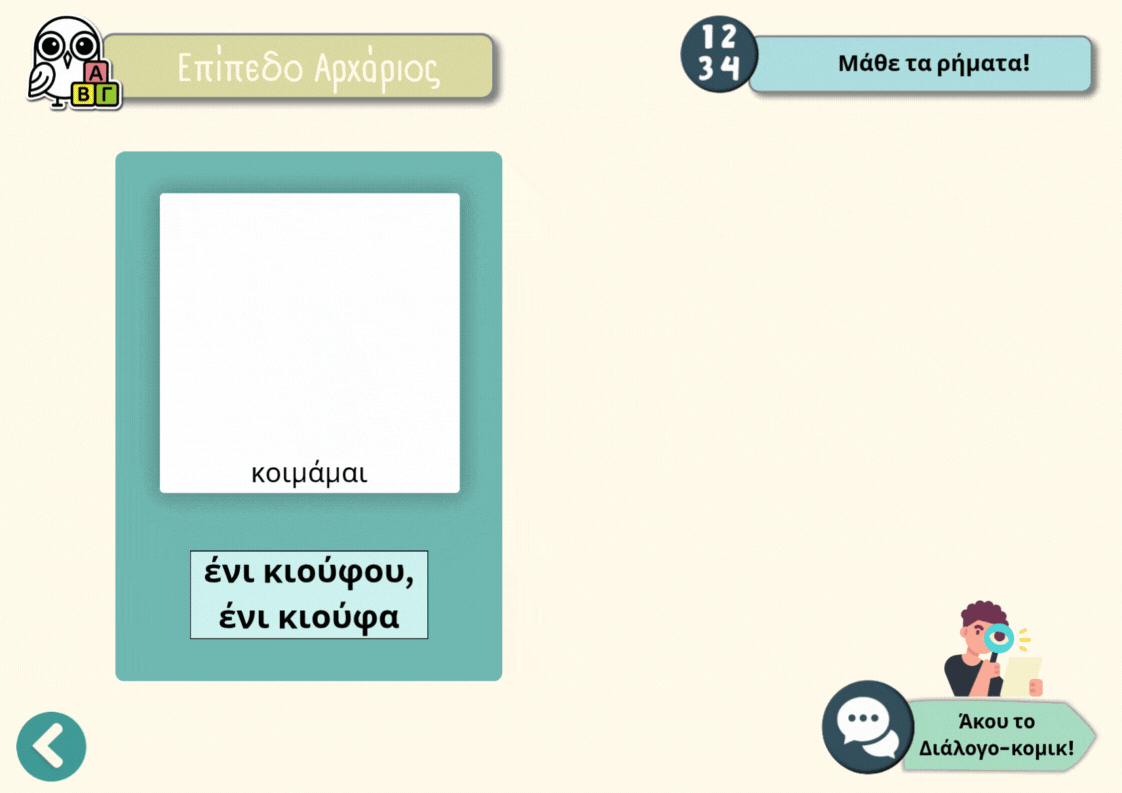 Επίπεδο Αρχάριος
Α
Β Γ
1 2
3 4
Μάθε τα ρήματα!
κοιμάμαι
ένι κιούφου,
ένι κιούφα
Άκου το
Διάλογο-κομικ!